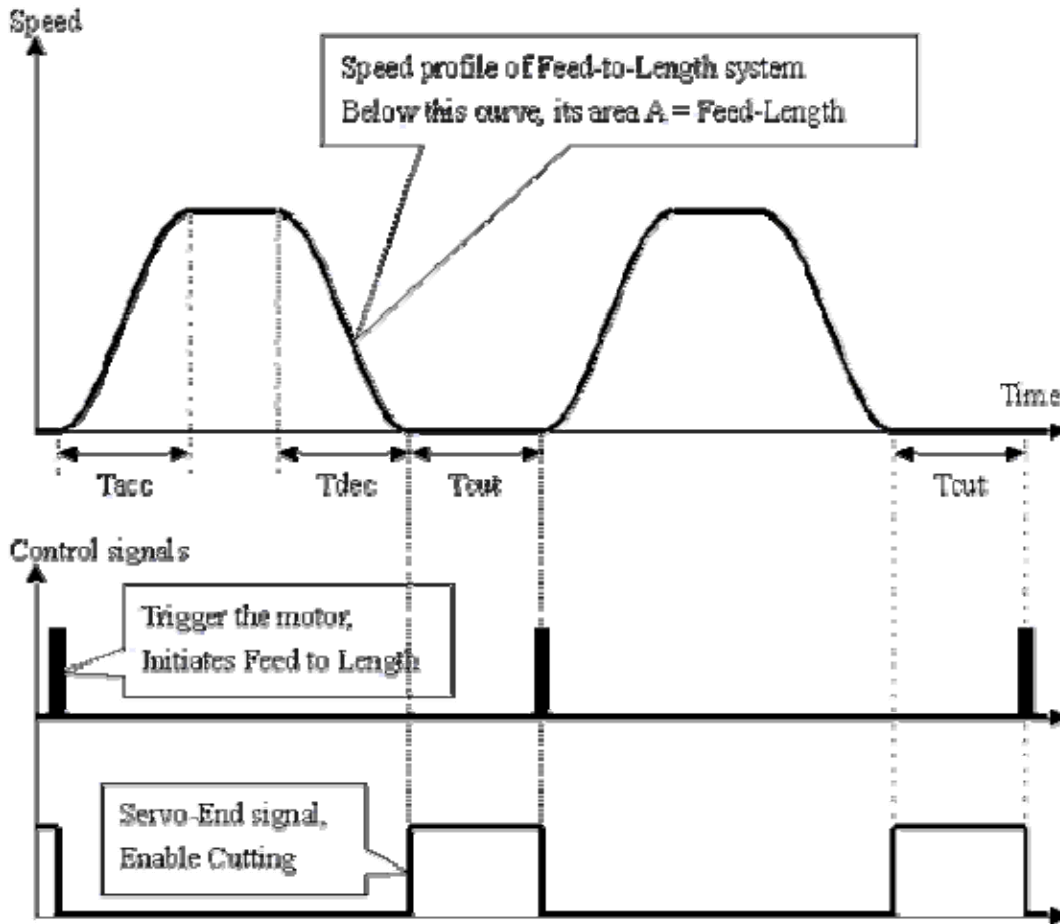 Speed
Speed profile of Feed-to-Length system
Below this curve, its area A = Feed-Length
Time
Tacc
Tdec
Tcut
Tcut
Control signals
Trigger the motor,
Initiates Feed to Length
Servo-End signal,
Enable Cutting